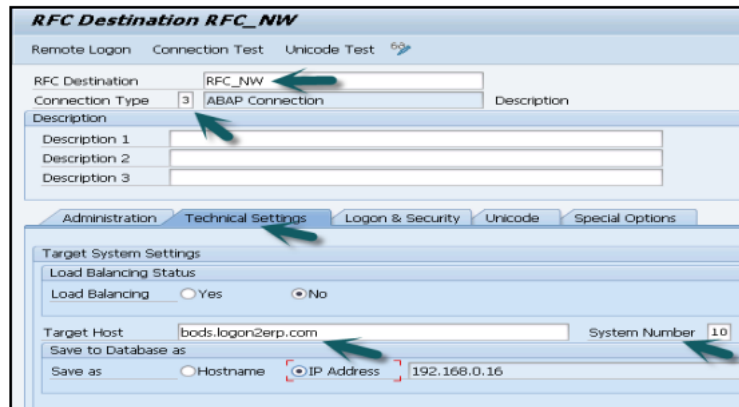 RFC Destination RFC_NW
Remote Logon Connection Test Unicode Test
RFC Destination RFC_NW
Connection Type 3 ABAP Connection Description
Description
Description 1
Description 2
Description 3
Administration Technical Settings Logon & Security Unicode Special Options
Target System Settings
Load Balancing Status
Load Balancing Yes No
Target Host bods.logon2erp.com System Number 10
Save to Database as
Save as Hostname IP Address 192.168.0.16